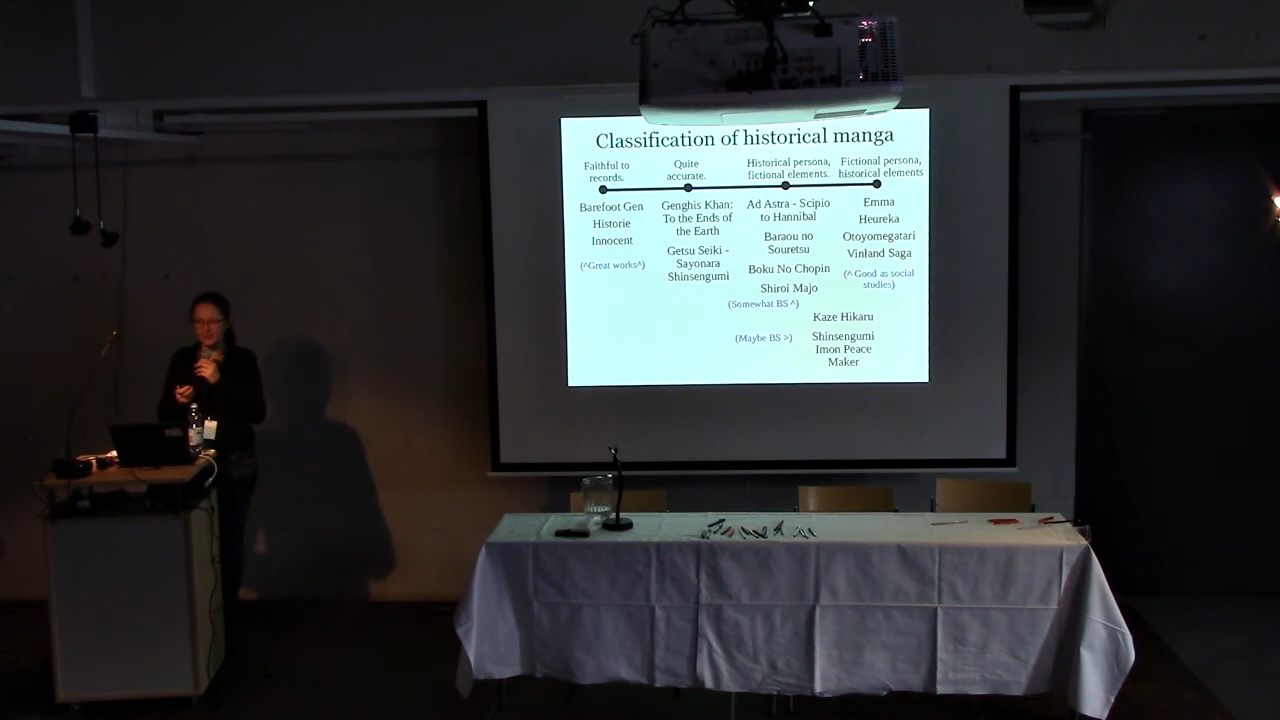 Classification of historical manga
Faithful to
records.
Quite
accurate.
Historical persona,
fictional elements.
Fictional persona,
historical elements
Barefoot Gen
Historie
Innocent
(^Great works^)
Genghis Khan:
To the Ends of
the Earth
Getsu Seiki -
Sayonara
Shinsengumi
Ad Astra - Scipio
to Hannibal
Baraou no
Souretsu
Boku No Chopin
Shiroi Majo
(Somewhat BS ^)
Emma
Heureka
Otoyomegatari
Vinland Saga
(^ Good as social
studies)
Kaze Hikaru
(Maybe BS >)
Shinsengumi
Imon Peace
Maker